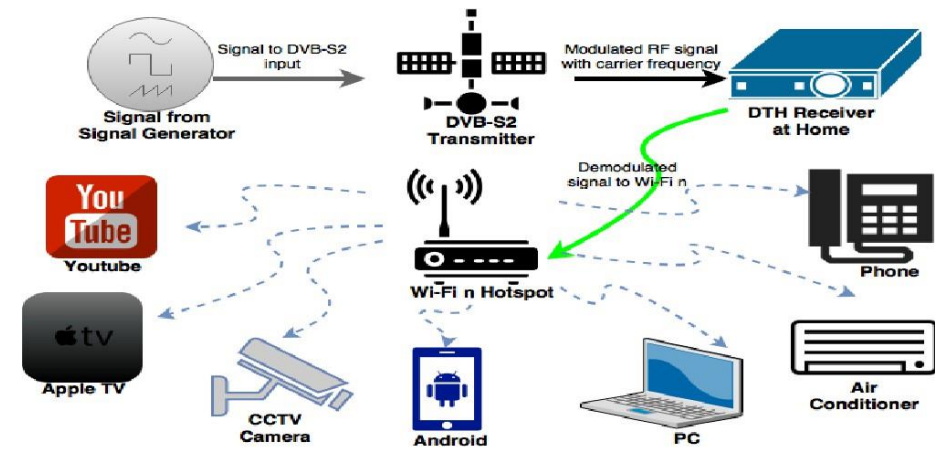 Signal to DVB-S2
input
Modulated RF signal
with carrier frequency
Signal from
Signal Generator
DVB-S2
Transmitter
DTH Receiver
at Home
Demodulated
signal to Wi-Fi n
You
Tube
Youtube
Wi-Fi n Hotspot
Phone
tv
Apple TV
CCTV
Camera
Android
PC
Air
Conditioner